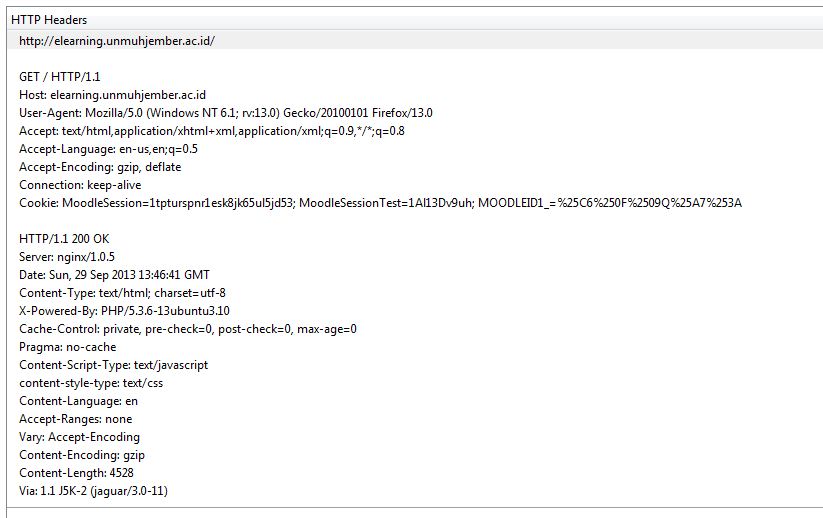 HTTP Headers
http://elearning.unmuhjember.ac.id/
GET / HTTP/1.1
Host: elearning.unmuhjember.ac.id
User-Agent: Mozilla/5.0 (Windows NT 6.1; rv:13.0) Gecko/20100101 Firefox/13.0
Accept: text/html,application/xhtml+xml,application/xml;q=0.9,*/*;q=0.8
Accept-Language: en-us,en;q=0.5
Accept-Encoding: gzip, deflate
Connection: keep-alive
Cookie: MoodleSession=1tpturspnr1esk8jk65ul5jd53; MoodleSessionTest=1Al13Dv9uh; MOODLEID1_=%25C6%250F%2509Q%25A7%253A
HTTP/1.1 200 OK
Server: nginx/1.0.5
Date: Sun, 29 Sep 2013 13:46:41 GMT
Content-Type: text/html; charset=utf-8
X-Powered-By: PHP/5.3.6-13ubuntu3.10
Cache-Control: private, pre-check=0, post-check=0, max-age=0
Pragma: no-cache
Content-Script-Type: text/javascript
content-style-type: text/css
Content-Language: en
Accept-Ranges: none
Vary: Accept-Encoding
Content-Encoding: gzip
Content-Length: 4528
Via: 1.1 J5K-2 (jaguar/3.0-11)